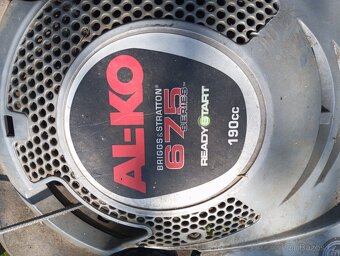 AL-KO
BRIGGS & STRATTON
675
SERIES
READY START
190cc